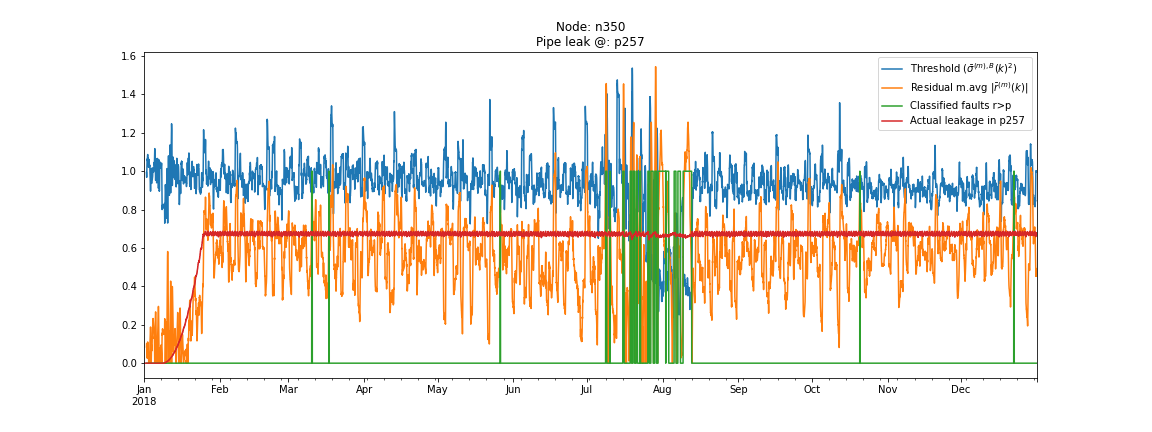 Node: n350
Pipe leak @: p257
1.6
1.4
1.2
1.0
0.8
0.6
0.4
0.2
0.0
Threshold (σ̄⁽ᵐ⁾·ᴮ(k)²)
Residual m.avg |r̄⁽ᵐ⁾(k)|
Classified faults r>p
Actual leakage in p257
Jan Feb Mar Apr May Jun Jul Aug Sep Oct Nov Dec
2018